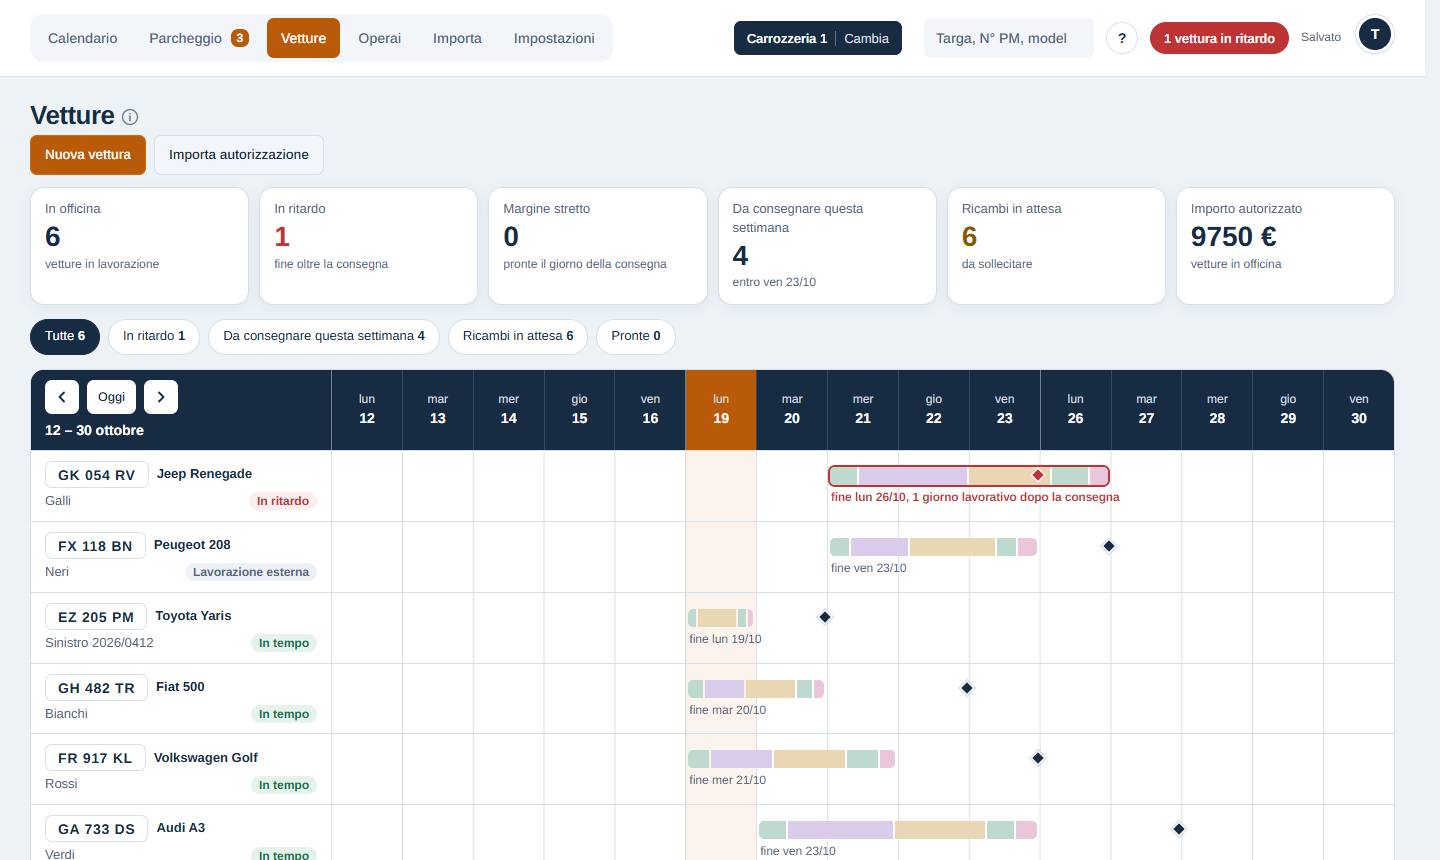 Calendario Parcheggio 3 Vetture Operai Importa Impostazioni Carrozzeria 1 Cambia Targa, N° PM, model ? 1 vettura in ritardo Salvato T
Vetture i
Nuova vettura Importa autorizzazione
In officina
6
vetture in lavorazione
In ritardo
1
fine oltre la consegna
Margine stretto
0
pronte il giorno della consegna
Da consegnare questa
settimana
4
entro ven 23/10
Ricambi in attesa
6
da sollecitare
Importo autorizzato
9750 €
vetture in officina
Tutte 6 In ritardo 1 Da consegnare questa settimana 4 Ricambi in attesa 6 Pronte 0
Oggi
12 – 30 ottobre
lun mar mer gio ven lun mar mer gio ven lun mar mer gio ven
12 13 14 15 16 19 20 21 22 23 26 27 28 29 30
GK 054 RV Jeep Renegade
Galli In ritardo
fine lun 26/10, 1 giorno lavorativo dopo la consegna
FX 118 BN Peugeot 208
Neri Lavorazione esterna
fine ven 23/10
EZ 205 PM Toyota Yaris
Sinistro 2026/0412 In tempo
fine lun 19/10
GH 482 TR Fiat 500
Bianchi In tempo
fine mar 20/10
FR 917 KL Volkswagen Golf
Rossi In tempo
fine mer 21/10
GA 733 DS Audi A3
Verdi In tempo
fine ven 23/10